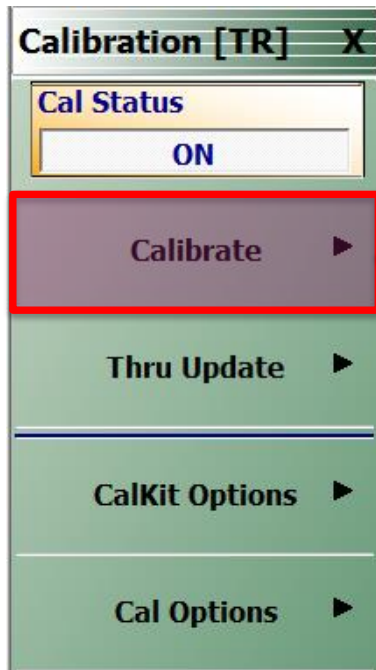 Calibration [TR] X
Cal Status
ON
Calibrate
Thru Update
CalKit Options
Cal Options